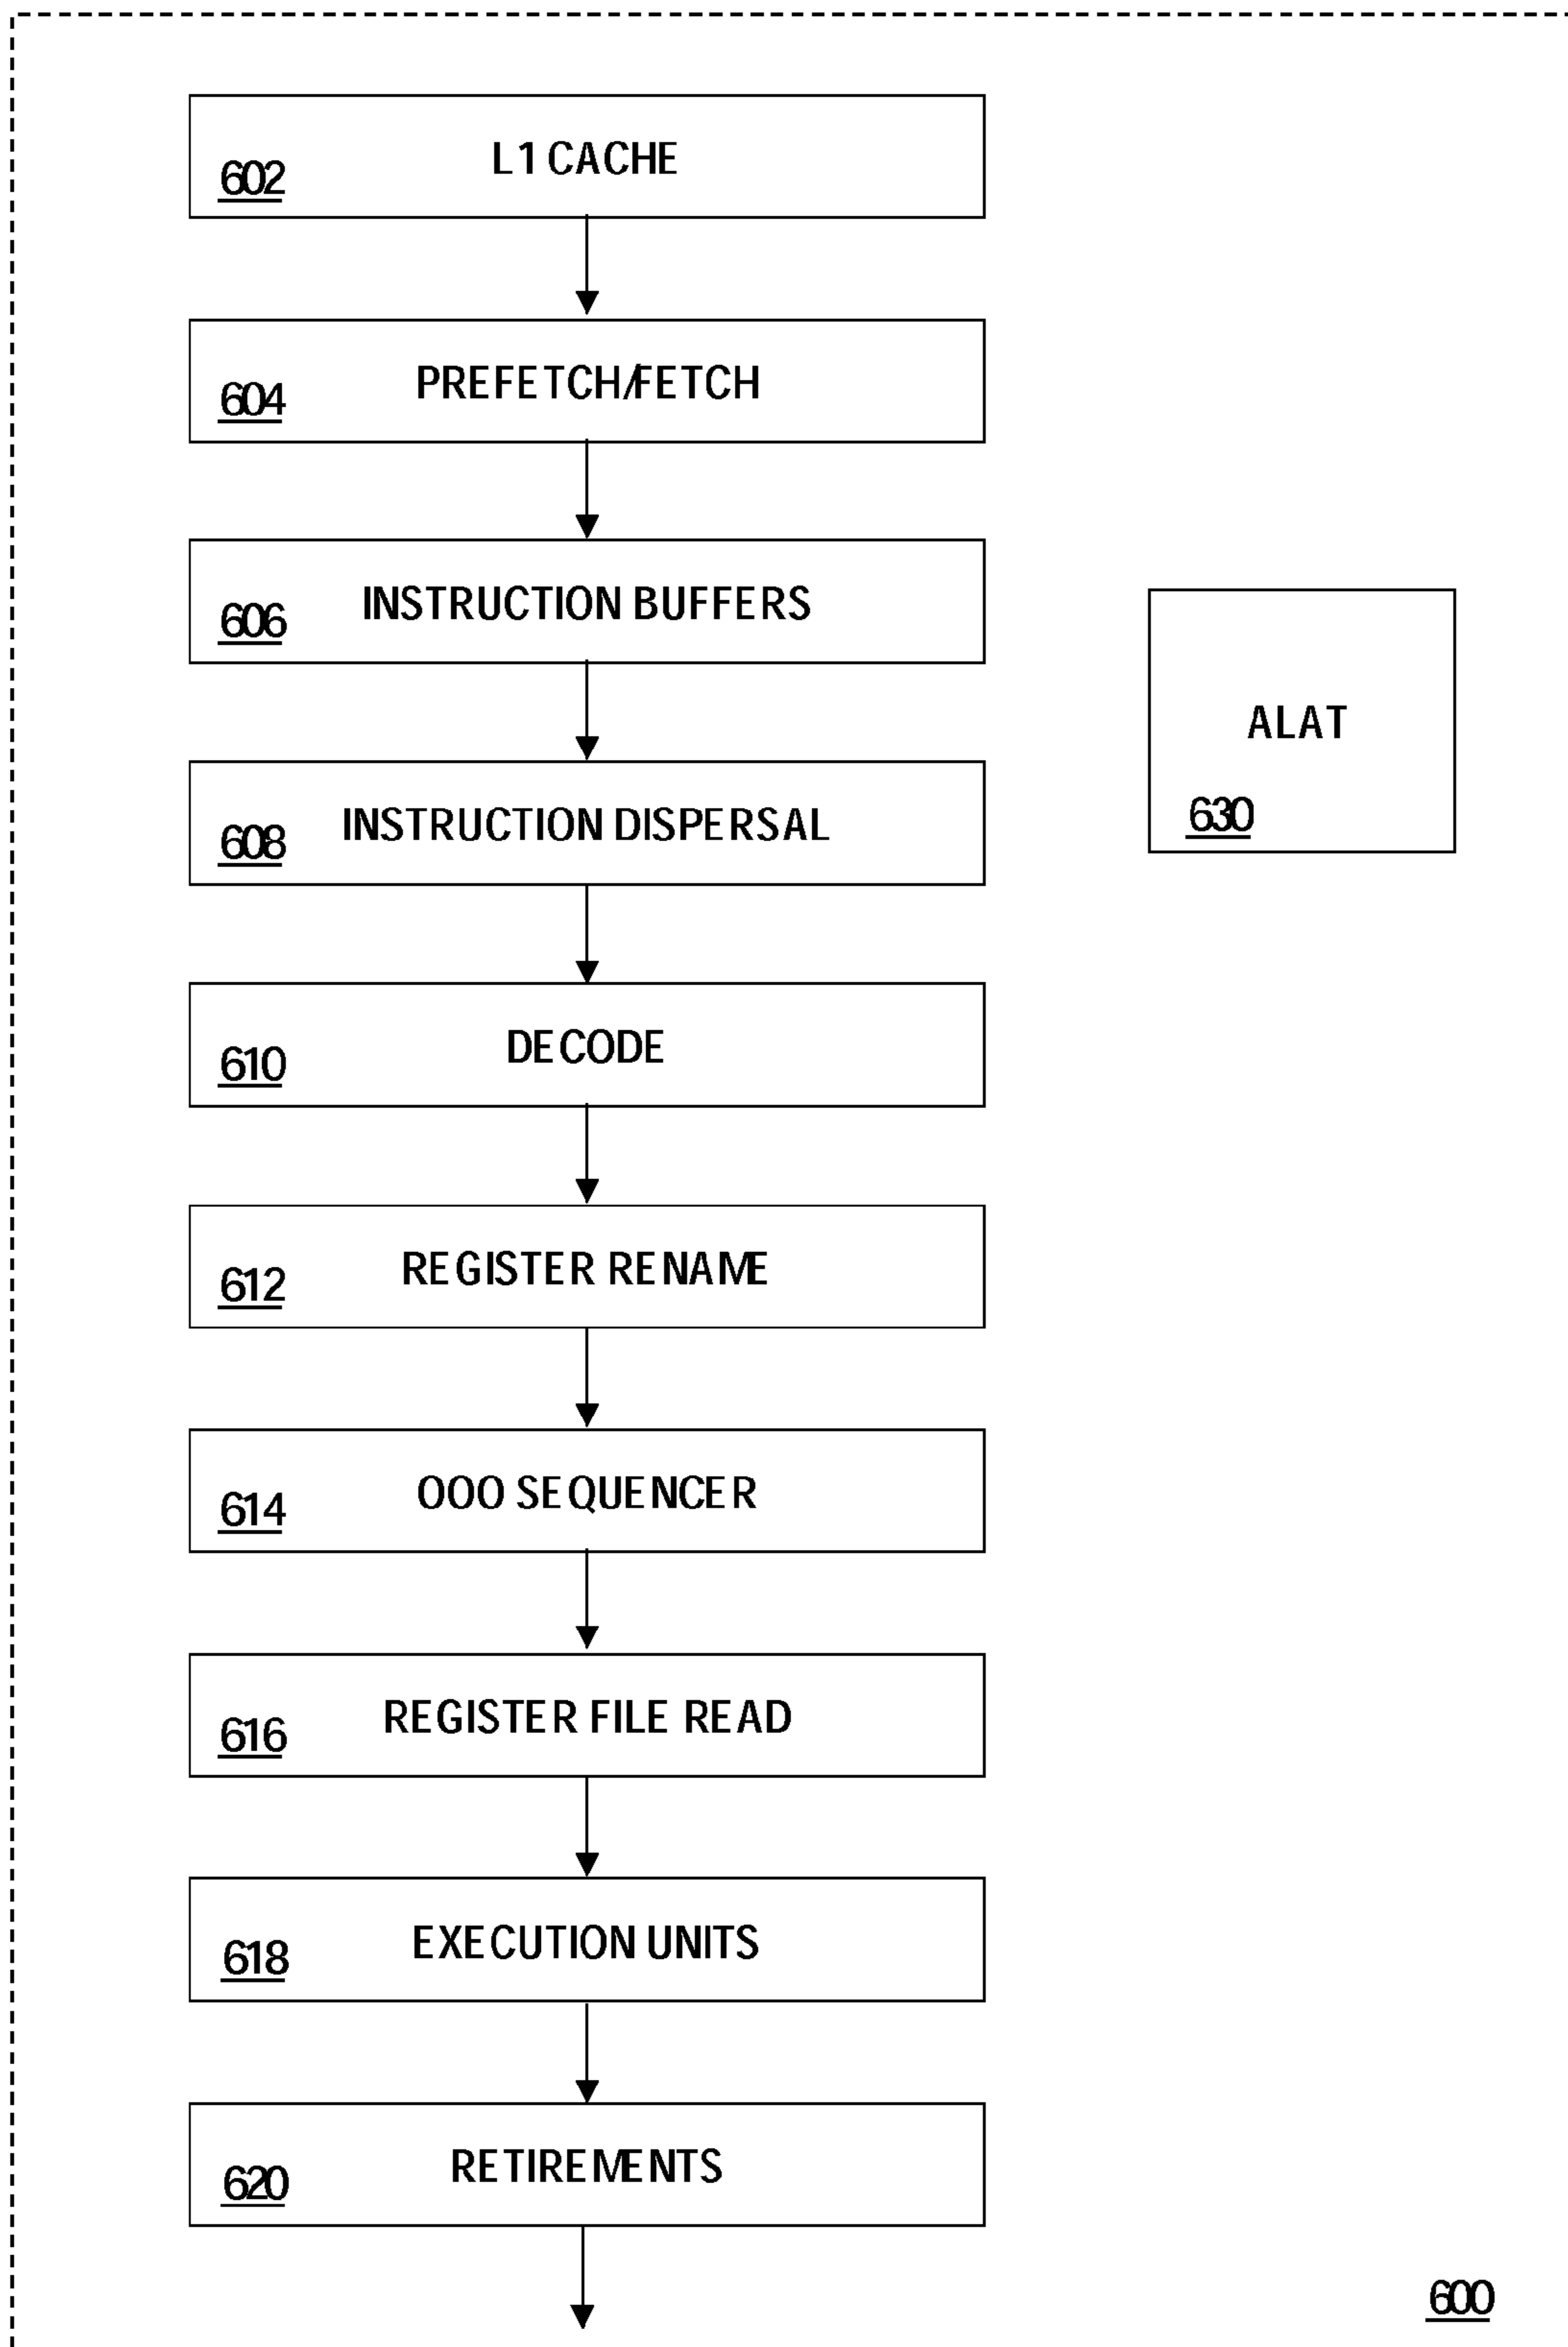 L1 CACHE
602
PREFETCH/FETCH
604
INSTRUCTION BUFFERS
606
ALAT
630
INSTRUCTION DISPERSAL
608
DECODE
610
REGISTER RENAME
612
OOO SEQUENCER
614
REGISTER FILE READ
616
EXECUTION UNITS
618
RETIREMENTS
620
600